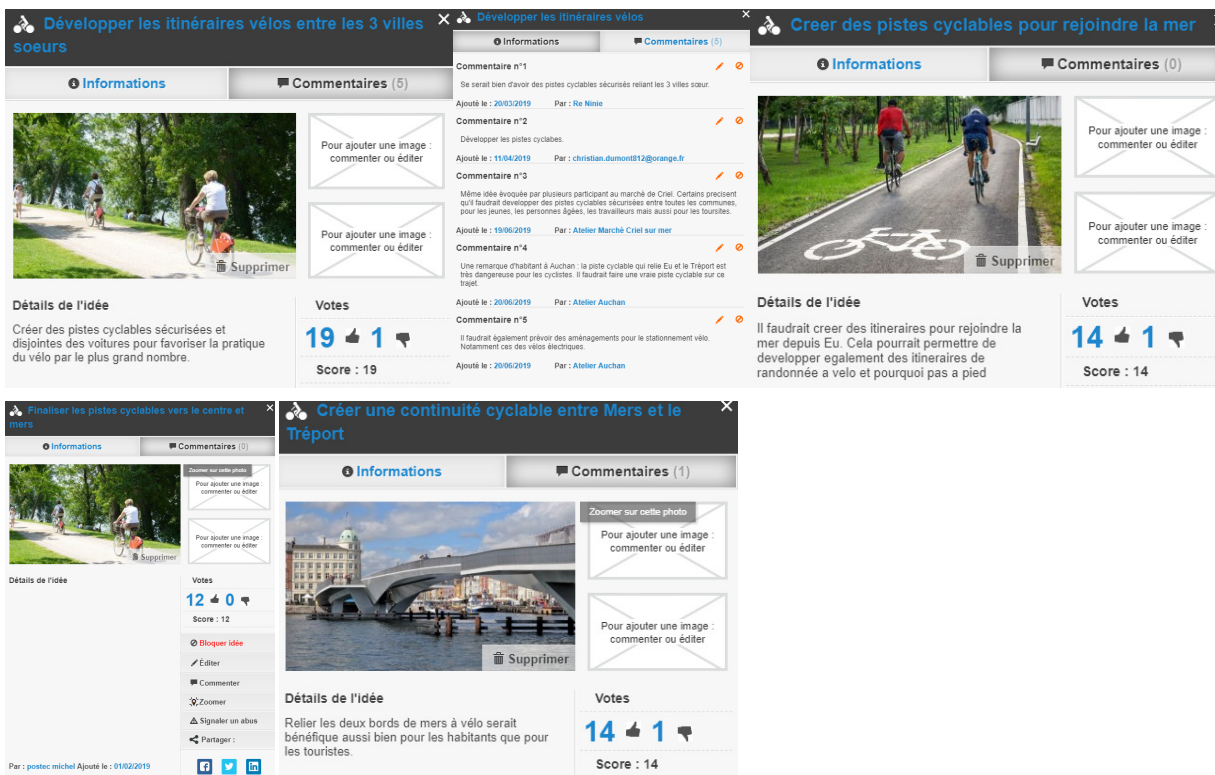 Développer les itinéraires vélos entre les 3 villes
soeurs
Informations
Commentaires (5)
Pour ajouter une image :
commenter ou éditer
Pour ajouter une image :
commenter ou éditer
Supprimer
Détails de l'idée
Créer des pistes cyclables sécurisées et
disjointes des voitures pour favoriser la pratique
du vélo par le plus grand nombre.
Votes
19 1
Score : 19
Développer les itinéraires vélos
Informations
Commentaires (5)
Commentaire n°1
Se serait bien d'avoir des pistes cyclables sécurisés reliant les 3 villes sœur.
Ajouté le : 20/03/2019 Par : Re Ninie
Commentaire n°2
Développer les pistes cyclabes.
Ajouté le : 11/04/2019 Par : christian.dumont812@orange.fr
Commentaire n°3
Même idée évoquée par plusieurs participant au marché de Criel. Certains precisent
qu'il faudrait developper des pistes cyclables sécurisées entre toutes les communes,
pour les jeunes, les personnes âgées, les travailleurs mais aussi pour les toursites.
Ajouté le : 19/06/2019 Par : Atelier Marché Criel sur mer
Commentaire n°4
Une remarque d'habitant à Auchan : la piste cyclable qui relie Eu et le Tréport est
très dangereuse pour les cyclistes. Il faudrait faire une vraie piste cyclable sur ce
trajet.
Ajouté le : 20/06/2019 Par : Atelier Auchan
Commentaire n°5
Il faudrait également prévoir des aménagements pour le stationnement vélo.
Notamment ces des vélos électriques.
Ajouté le : 20/06/2019 Par : Atelier Auchan
Creer des pistes cyclables pour rejoindre la mer
Informations
Commentaires (0)
Pour ajouter une image :
commenter ou éditer
Pour ajouter une image :
commenter ou éditer
Supprimer
Détails de l'idée
Il faudrait creer des itineraires pour rejoindre la
mer depuis Eu. Cela pourrait permettre de
developper egalement des itineraires de
randonnée a velo et pourquoi pas a pied
Votes
14 1
Score : 14
Finaliser les pistes cyclables vers le centre et
mers
Informations
Commentaires (0)
Zoomer sur cette photo
Pour ajouter une image :
commenter ou éditer
Pour ajouter une image :
commenter ou éditer
Supprimer
Détails de l'idée
Votes
12 0
Score : 12
Bloquer idée
Éditer
Commenter
Zoomer
Signaler un abus
Partager :
Par : postec michel Ajouté le : 01/02/2019
Créer une continuité cyclable entre Mers et le
Tréport
Informations
Commentaires (1)
Zoomer sur cette photo
Pour ajouter une image :
commenter ou éditer
Pour ajouter une image :
commenter ou éditer
Supprimer
Détails de l'idée
Relier les deux bords de mers à vélo serait
bénéfique aussi bien pour les habitants que pour
les touristes.
Votes
14 1
Score : 14